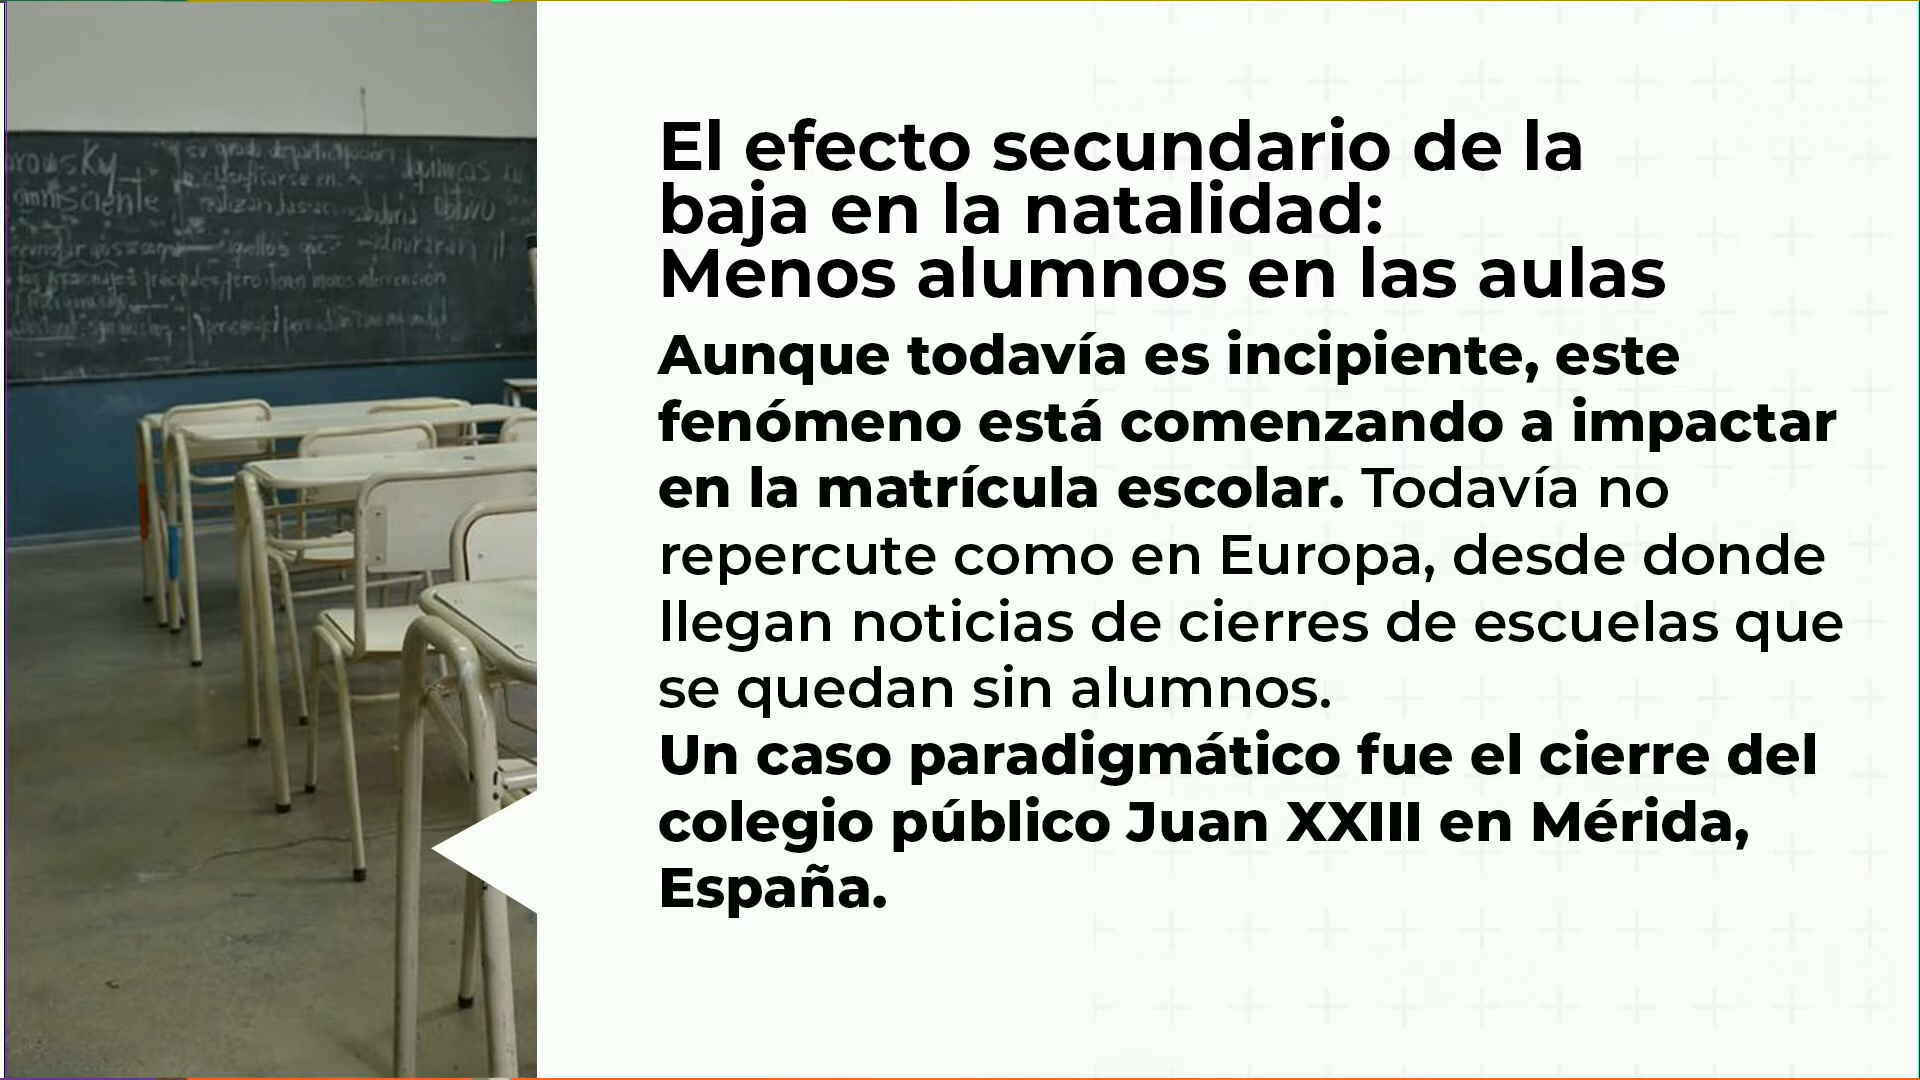 El efecto secundario de la
baja en la natalidad:
Menos alumnos en las aulas
Aunque todavía es incipiente, este
fenómeno está comenzando a impactar
en la matrícula escolar. Todavía no
repercute como en Europa, desde donde
llegan noticias de cierres de escuelas que
se quedan sin alumnos.
Un caso paradigmático fue el cierre del
colegio público Juan XXIII en Mérida,
España.